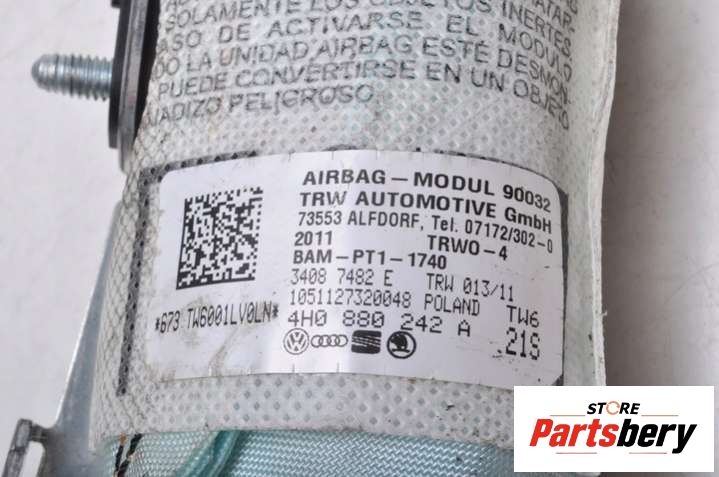 SOLAMENTE LOS OBJETOS INERTES
ASO DE ACTIVARSE EL MODULO
DO LA UNIDAD AIRBAG ESTÉ DESMON-
PUEDE CONVERTIRSE EN UN OBJETO
NADIZO PELIGROSO
AIRBAG – MODUL 90032
TRW AUTOMOTIVE GmbH
73553 ALFDORF, Tel. 07172/302-0
2011 TRWO-4
BAM-PT1-1740
3408 7482 E TRW 013/11
1051127320048 POLAND TW6
*673 TW6001LV0LN* 4H0 880 242 A 21S
STORE
Partsbery